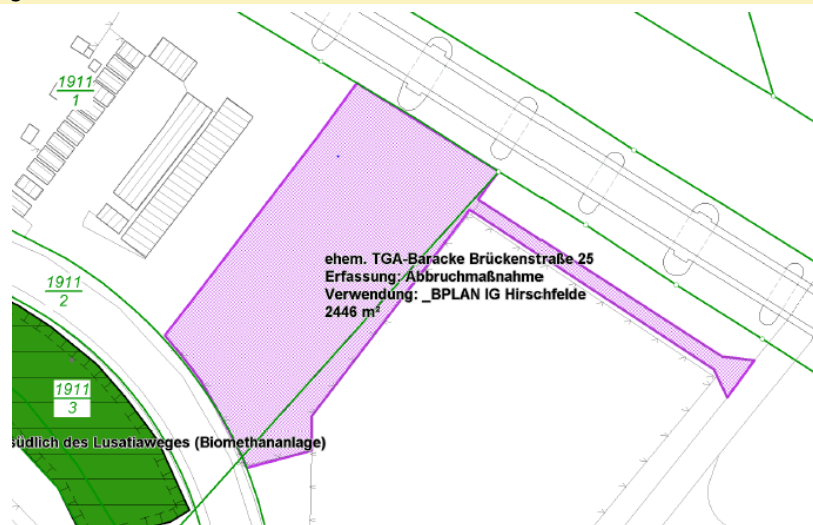 1911
1
ehem. TGA-Baracke Brückenstraße 25
Erfassung: Abbruchmaßnahme
Verwendung: _BPLAN IG Hirschfelde
2446 m²
1911
2
1911
3
südlich des Lusatiaweges (Biomethananlage)